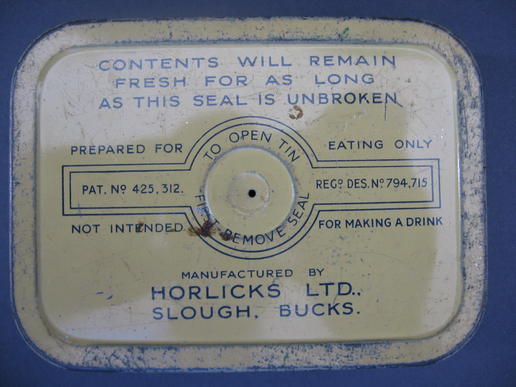 CONTENTS WILL REMAIN
FRESH FOR AS LONG
AS THIS SEAL IS UNBROKEN
PREPARED FOR
EATING ONLY
TO OPEN TIN
PAT. Nº 425,312.
REGD DES. Nº 794,715
REMOVE SEAL
NOT INTENDED
FOR MAKING A DRINK
MANUFACTURED BY
HORLICKS LTD.,
SLOUGH, BUCKS.